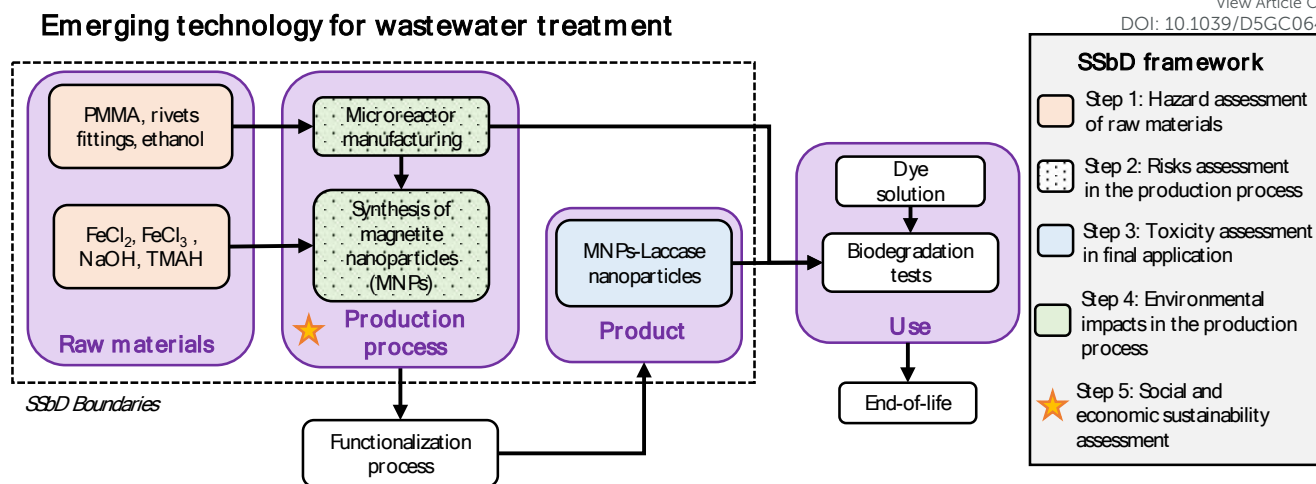 View Article O
DOI: 10.1039/D5GC064
Emerging technology for wastewater treatment
PMMA, rivets
fittings, ethanol
FeCl₂, FeCl₃ ,
NaOH, TMAH
Raw materials
Microreactor
manufacturing
Synthesis of
magnetite
nanoparticles
(MNPs)
Production
process
MNPs-Laccase
nanoparticles
Product
Dye
solution
Biodegradation
tests
Use
SSbD Boundaries
Functionalization
process
End-of-life
SSbD framework
Step 1: Hazard assessment
of raw materials
Step 2: Risks assessment
in the production process
Step 3: Toxicity assessment
in final application
Step 4: Environmental
impacts in the production
process
Step 5: Social and
economic sustainability
assessment